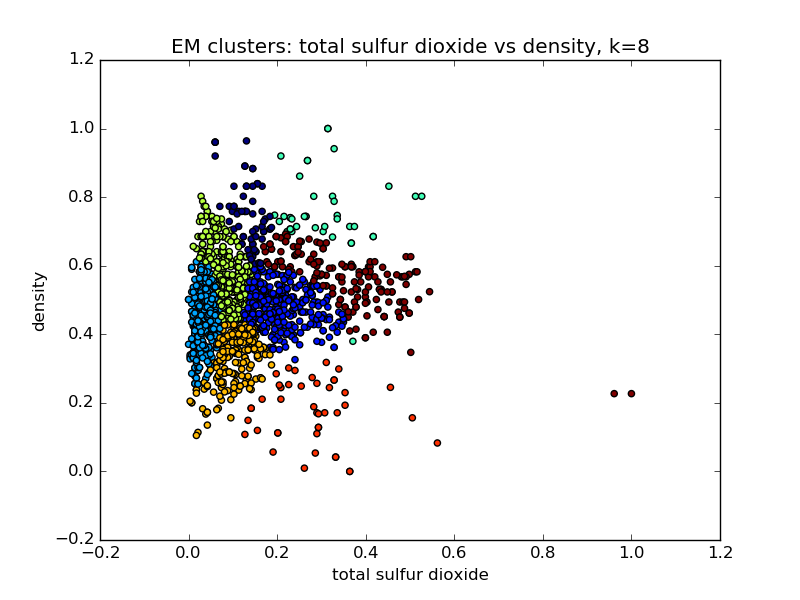 EM clusters: total sulfur dioxide vs density, k=8
1.2
1.0
0.8
0.6
0.4
0.2
0.0
−0.2
density
−0.2 0.0 0.2 0.4 0.6 0.8 1.0 1.2
total sulfur dioxide